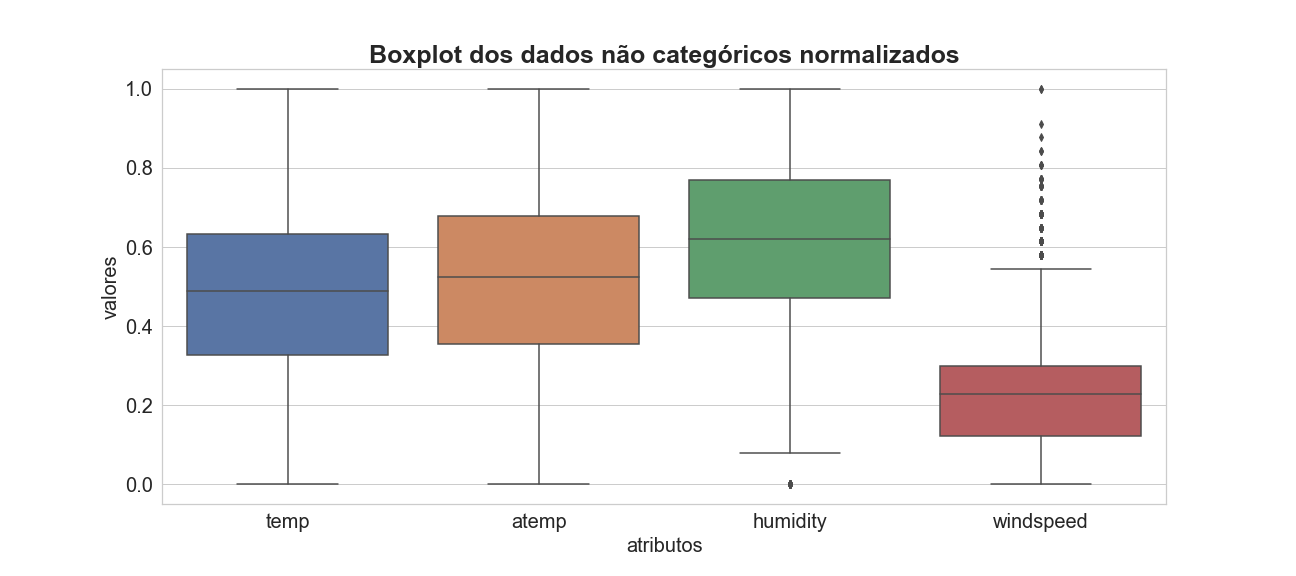 Boxplot dos dados não categóricos normalizados
1.0
0.8
0.6
0.4
0.2
0.0
valores
temp atemp humidity windspeed
atributos